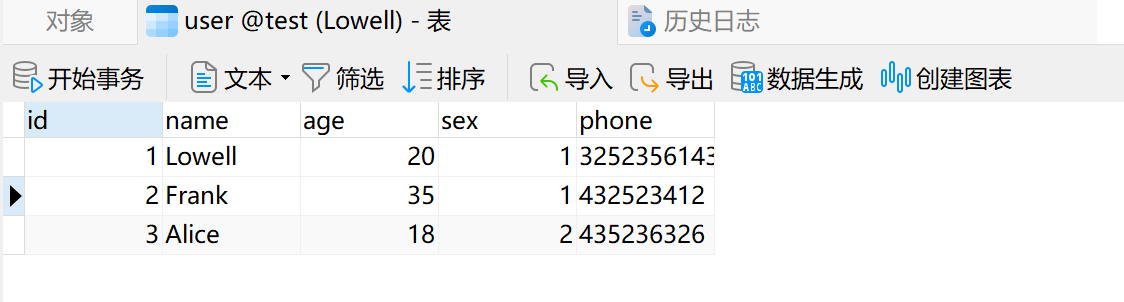 对象 user @test (Lowell) - 表 历史日志
开始事务 文本 筛选 排序 导入 导出 数据生成 创建图表
id name age sex phone
1 Lowell 20 1 3252356143
2 Frank 35 1 432523412
3 Alice 18 2 435236326